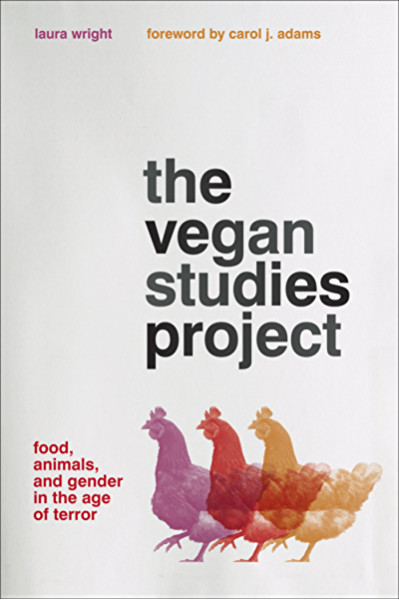 laura wright
foreword by carol j. adams
the
vegan
studies
project
food,
animals,
and gender
in the age
of terror